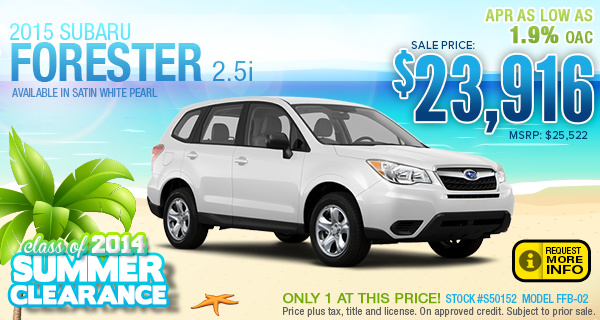 2015 SUBARU
FORESTER 2.5i
AVAILABLE IN SATIN WHITE PEARL
APR AS LOW AS
1.9% OAC
SALE PRICE:
$23,916
MSRP: $25,522
class of 2014
SUMMER
CLEARANCE
i
REQUEST
MORE
INFO
ONLY 1 AT THIS PRICE! STOCK #S50152 MODEL FFB-02
Price plus tax, title and license. On approved credit. Subject to prior sale.